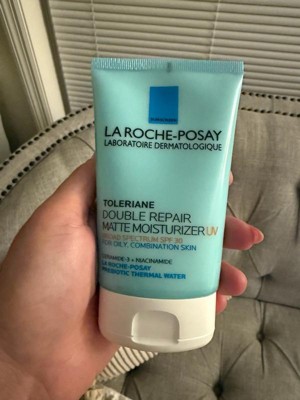 LA ROCHE-POSAY
LABORATOIRE DERMATOLOGIQUE
TOLERIANE
DOUBLE REPAIR
MATTE MOISTURIZER UV
BROAD SPECTRUM SPF 30
FOR OILY, COMBINATION SKIN
CERAMIDE-3 + NIACINAMIDE
LA ROCHE-POSAY
PREBIOTIC THERMAL WATER